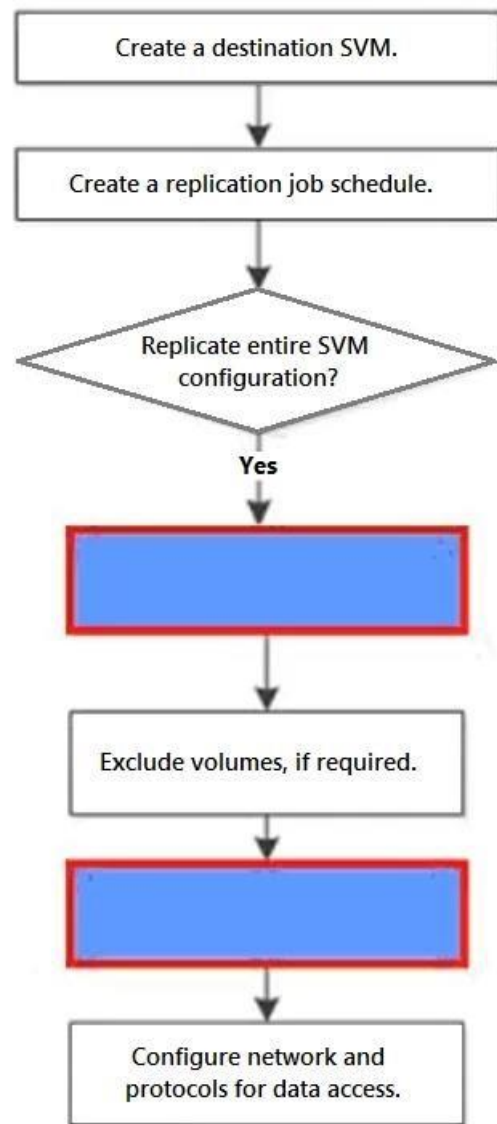 Create a destination SVM.
Create a replication job schedule.
Replicate entire SVM
configuration?
Yes
Exclude volumes, if required.
Configure network and
protocols for data access.